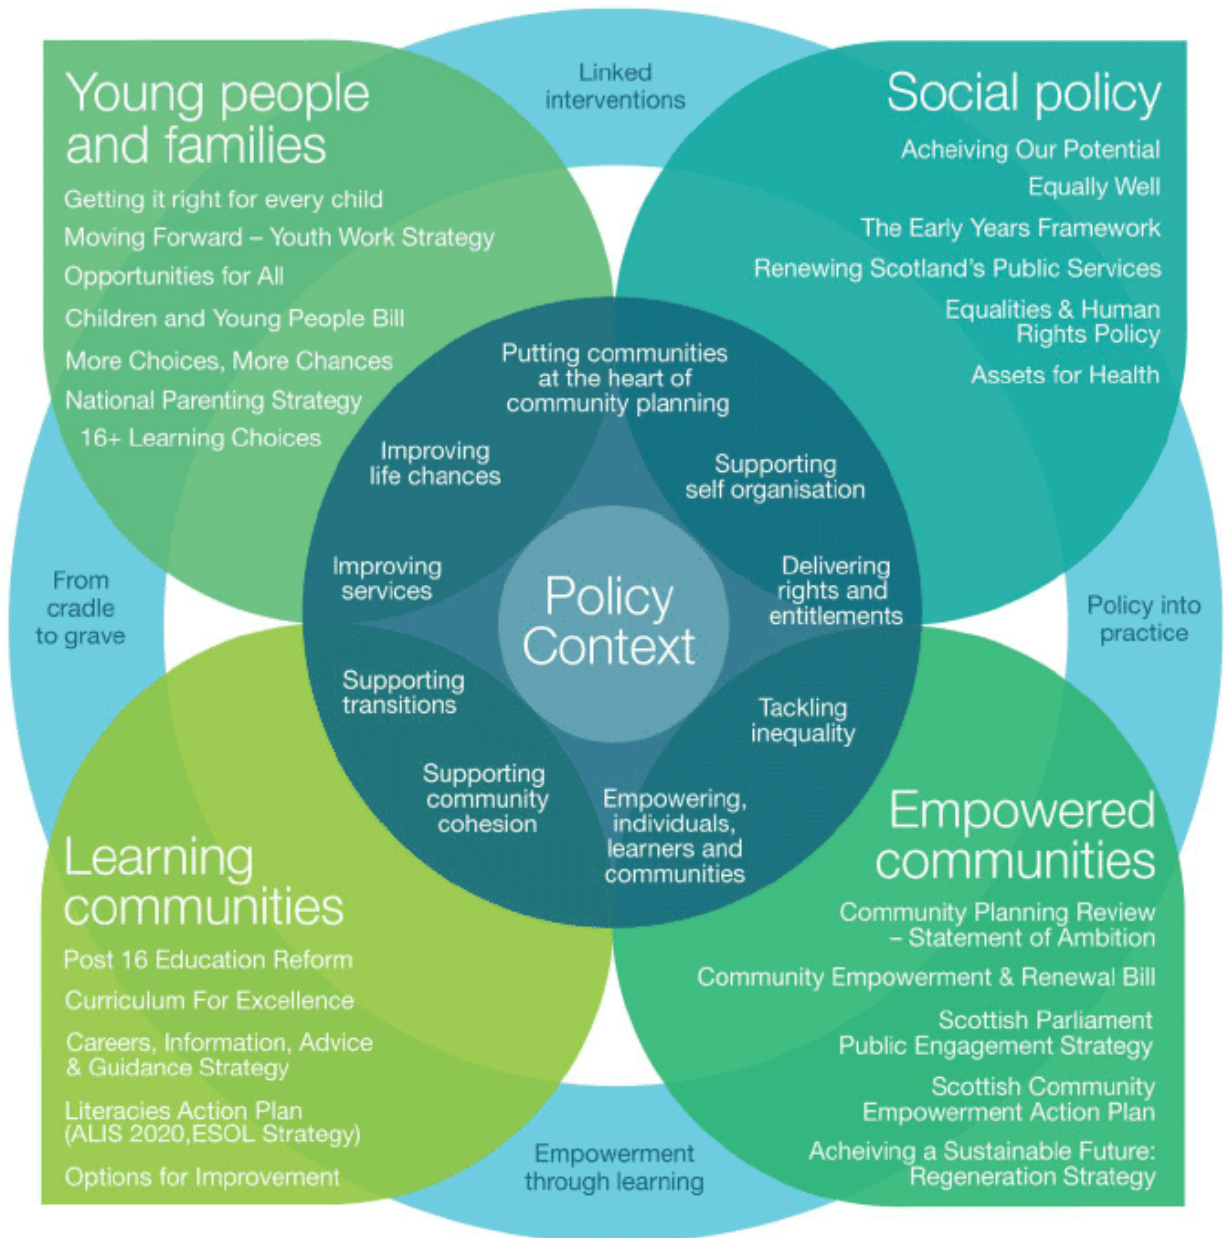 Linked
interventions
Young people
and families
Getting it right for every child
Moving Forward – Youth Work Strategy
Opportunities for All
Children and Young People Bill
More Choices, More Chances
National Parenting Strategy
16+ Learning Choices
Social policy
Acheiving Our Potential
Equally Well
The Early Years Framework
Renewing Scotland's Public Services
Equalities & Human
Rights Policy
Assets for Health
Putting communities
at the heart of
community planning
Improving
life chances
Supporting
self organisation
Improving
services
Delivering
rights and
entitlements
Policy
Context
Supporting
transitions
Tackling
inequality
Supporting
community
cohesion
Empowering,
individuals,
learners and
communities
From
cradle
to grave
Policy into
practice
Learning
communities
Post 16 Education Reform
Curriculum For Excellence
Careers, Information, Advice
& Guidance Strategy
Literacies Action Plan
(ALIS 2020,ESOL Strategy)
Options for Improvement
Empowered
communities
Community Planning Review
– Statement of Ambition
Community Empowerment & Renewal Bill
Scottish Parliament
Public Engagement Strategy
Scottish Community
Empowerment Action Plan
Acheiving a Sustainable Future:
Regeneration Strategy
Empowerment
through learning